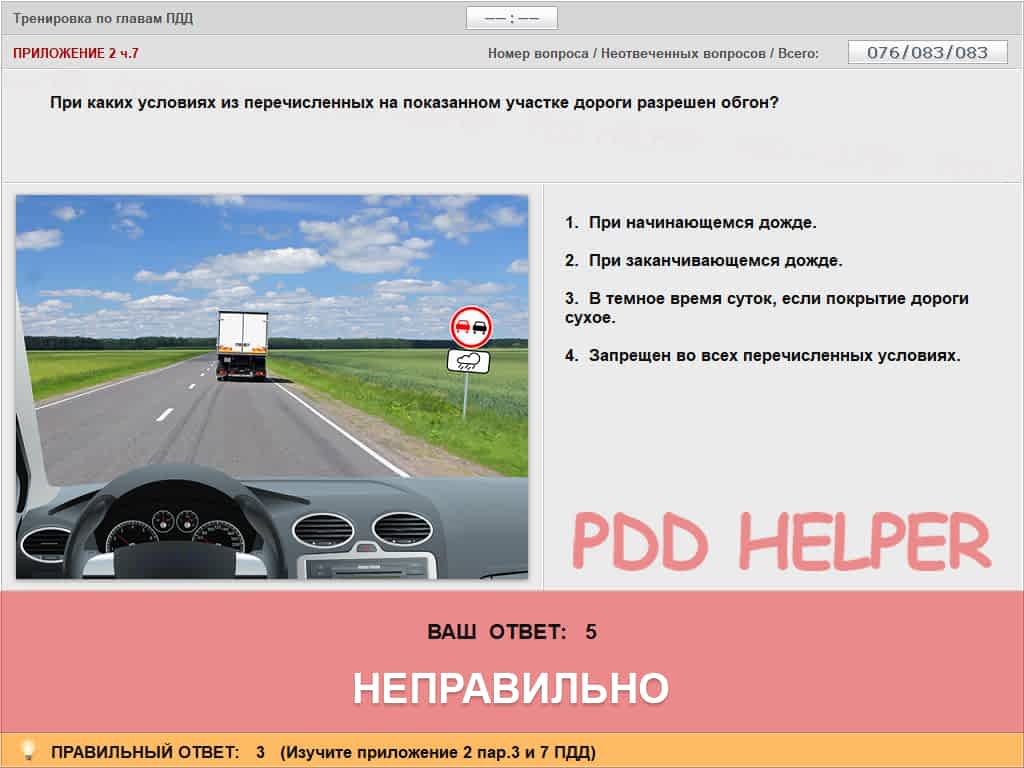 Тренировка по главам ПДД
––:––
ПРИЛОЖЕНИЕ 2 ч.7
Номер вопроса / Неотвеченных вопросов / Всего:
076/083/083
При каких условиях из перечисленных на показанном участке дороги разрешен обгон?
1. При начинающемся дожде.
2. При заканчивающемся дожде.
3. В темное время суток, если покрытие дороги
сухое.
4. Запрещен во всех перечисленных условиях.
PDD HELPER
ВАШ ОТВЕТ: 5
НЕПРАВИЛЬНО
ПРАВИЛЬНЫЙ ОТВЕТ: 3 (Изучите приложение 2 пар.3 и 7 ПДД)